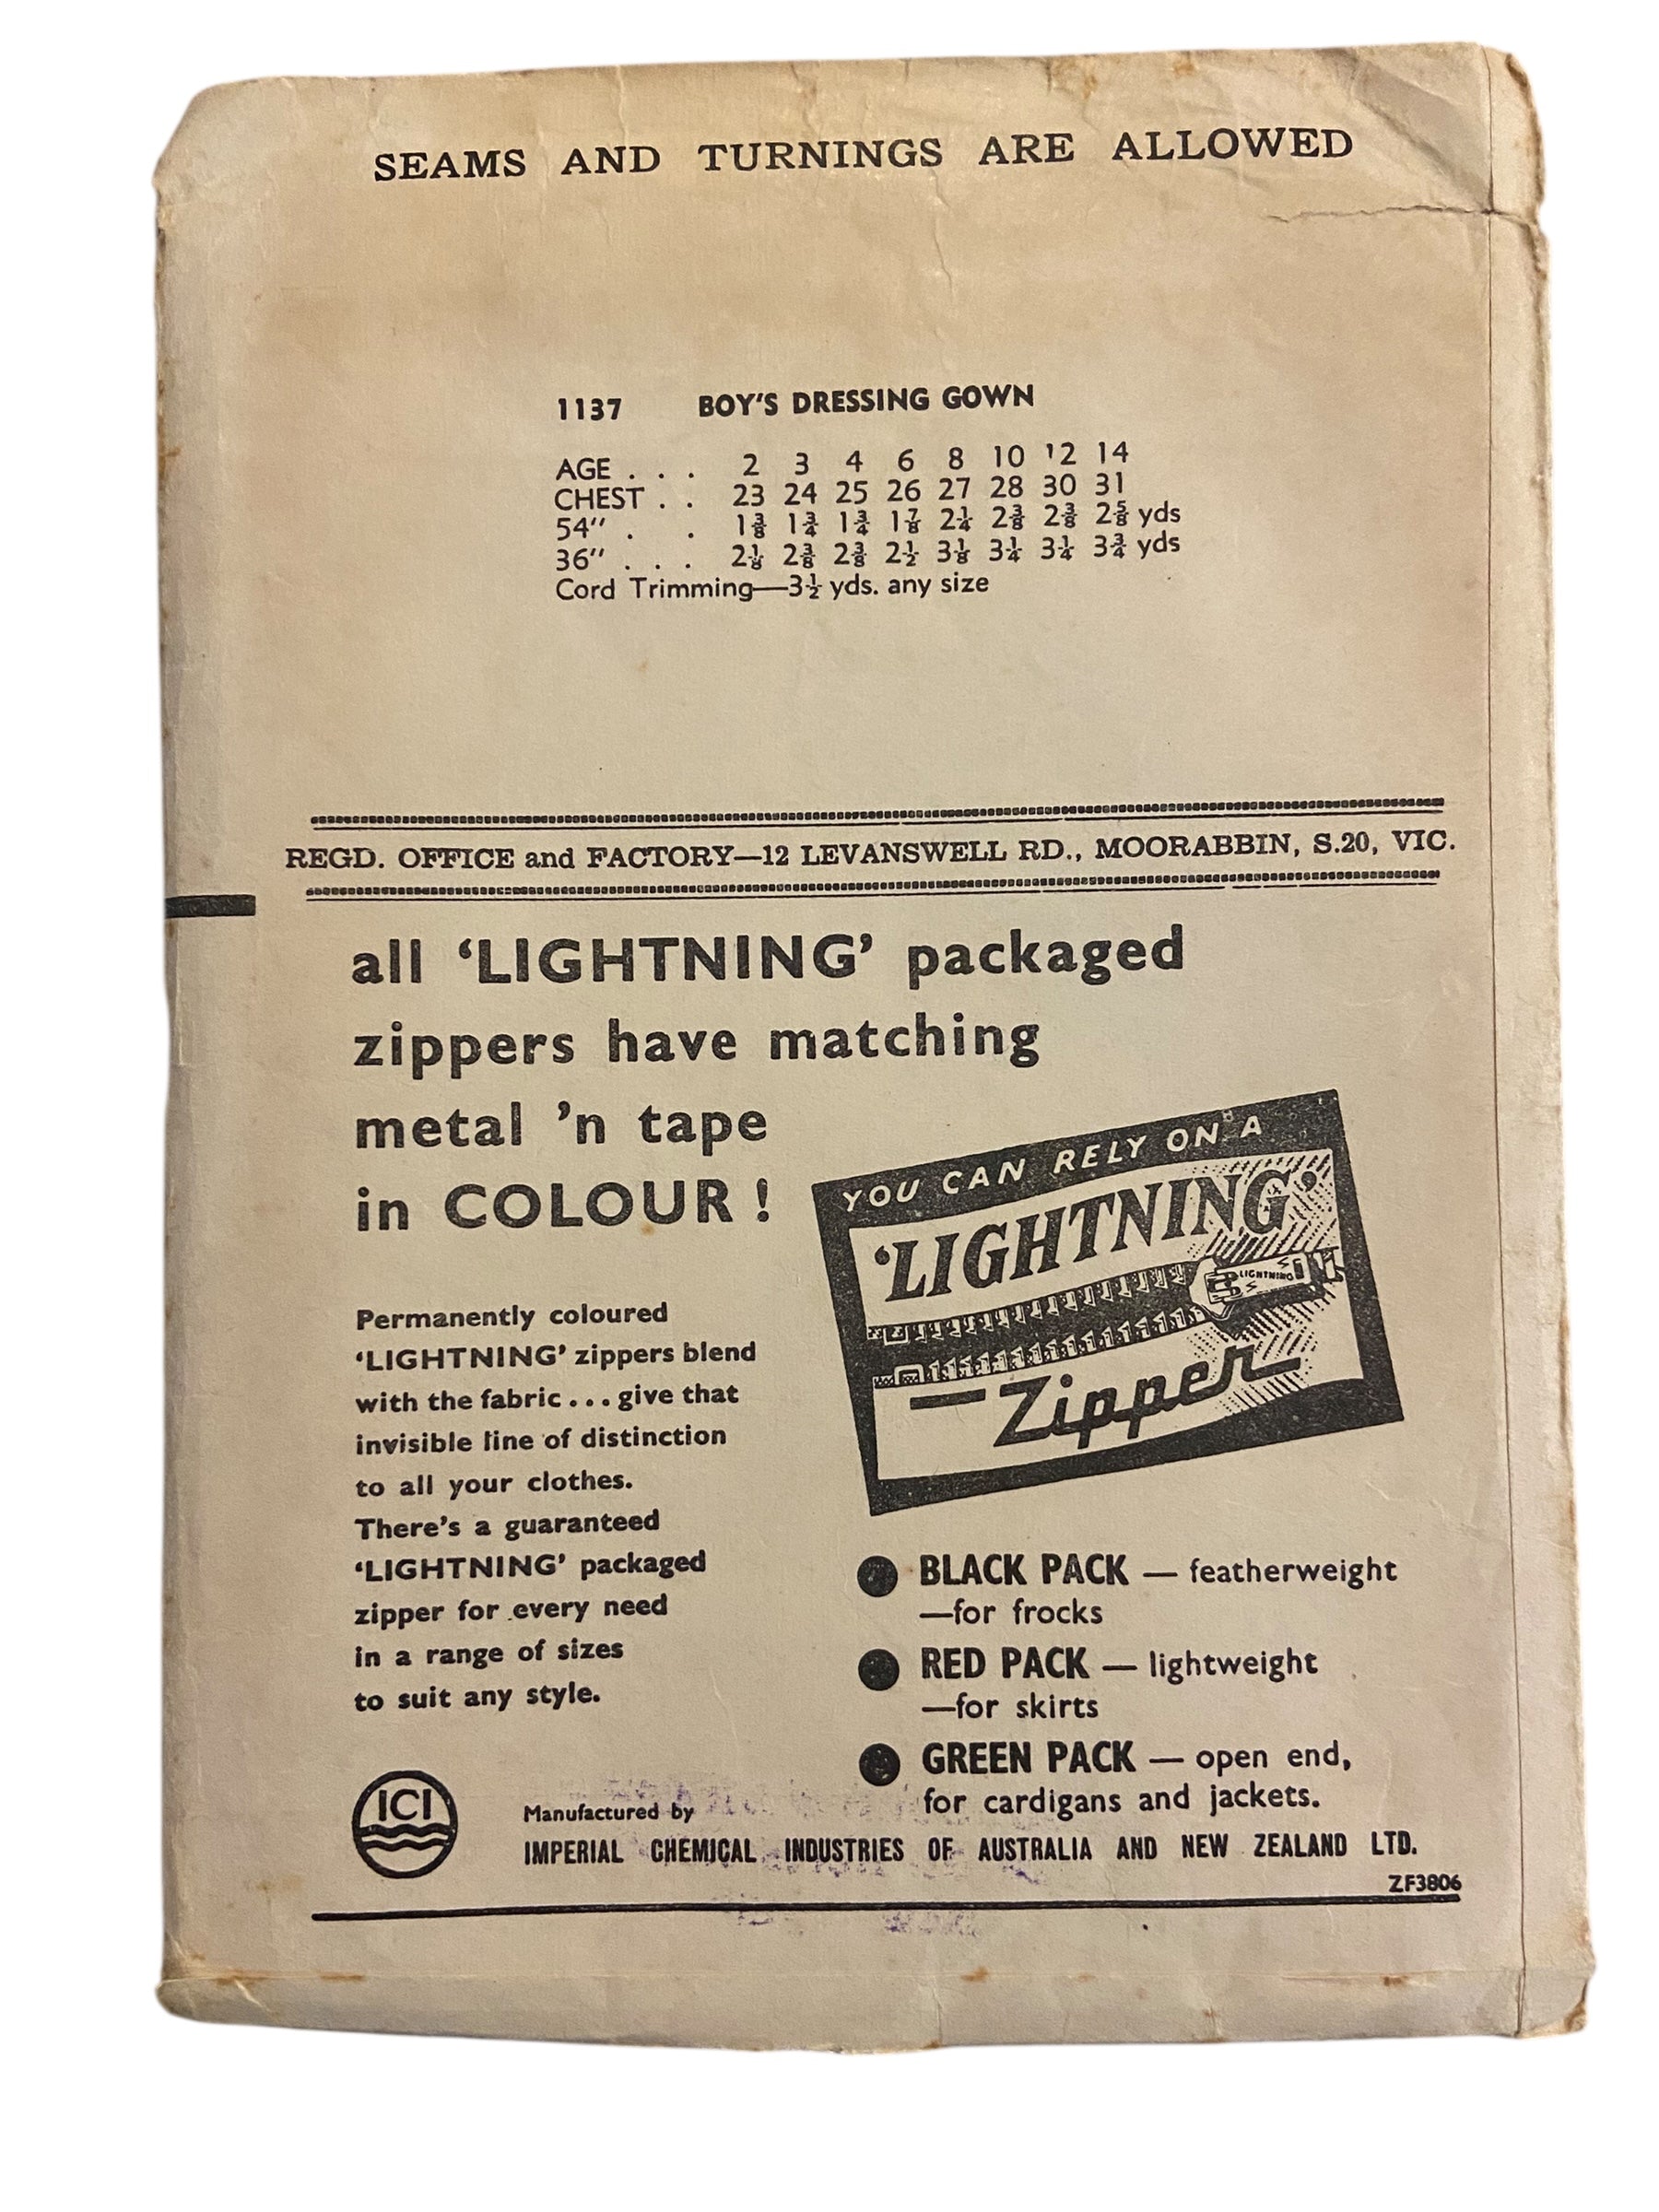 SEAMS AND TURNINGS ARE ALLOWED
1137 BOY'S DRESSING GOWN
AGE . . . 2 3 4 6 8 10 12 14
CHEST . . 23 24 25 26 27 28 30 31
54" . . 1⅜ 1¾ 1¾ 1⅞ 2¼ 2⅜ 2⅜ 2⅝ yds
36" . . . 2⅛ 2⅜ 2⅜ 2½ 3⅛ 3¼ 3¼ 3¾ yds
Cord Trimming—3½ yds. any size
REGD. OFFICE and FACTORY—12 LEVANSWELL RD., MOORABBIN, S.20, VIC.
all ‘LIGHTNING’ packaged
zippers have matching
metal ’n tape
in COLOUR !
Permanently coloured
‘LIGHTNING’ zippers blend
with the fabric . . . give that
invisible line of distinction
to all your clothes.
There’s a guaranteed
‘LIGHTNING’ packaged
zipper for every need
in a range of sizes
to suit any style.
YOU CAN RELY ON A
‘LIGHTNING’
LIGHTNING
Zipper
BLACK PACK — featherweight
—for frocks
RED PACK — lightweight
—for skirts
GREEN PACK — open end,
for cardigans and jackets.
ICI
Manufactured by
IMPERIAL CHEMICAL INDUSTRIES OF AUSTRALIA AND NEW ZEALAND LTD.
ZF3806